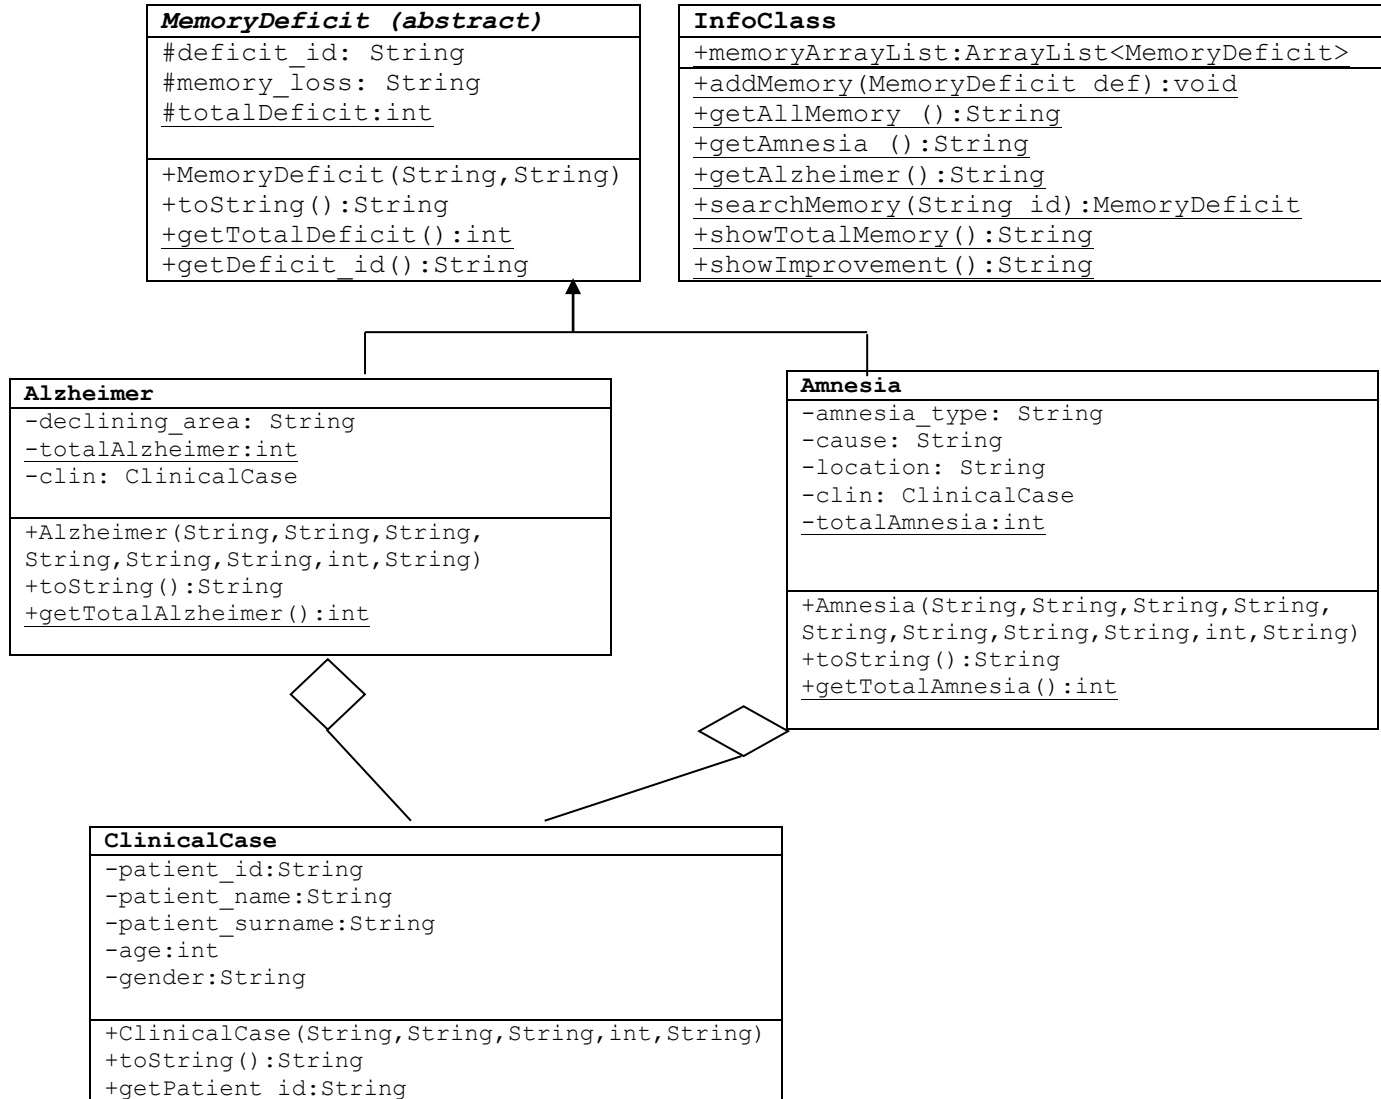 MemoryDeficit (abstract)
#deficit_id: String
#memory_loss: String
#totalDeficit:int
+MemoryDeficit(String,String)
+toString():String
+getTotalDeficit():int
+getDeficit_id():String
InfoClass
+memoryArrayList:ArrayList<MemoryDeficit>
+addMemory(MemoryDeficit def):void
+getAllMemory ():String
+getAmnesia ():String
+getAlzheimer():String
+searchMemory(String id):MemoryDeficit
+showTotalMemory():String
+showImprovement():String
Alzheimer
-declining_area: String
-totalAlzheimer:int
-clin: ClinicalCase
+Alzheimer(String,String,String,
String,String,String,int,String)
+toString():String
+getTotalAlzheimer():int
Amnesia
-amnesia_type: String
-cause: String
-location: String
-clin: ClinicalCase
-totalAmnesia:int
+Amnesia(String,String,String,String,
String,String,String,String,int,String)
+toString():String
+getTotalAmnesia():int
ClinicalCase
-patient_id:String
-patient_name:String
-patient_surname:String
-age:int
-gender:String
+ClinicalCase(String,String,String,int,String)
+toString():String
+getPatient_id:String